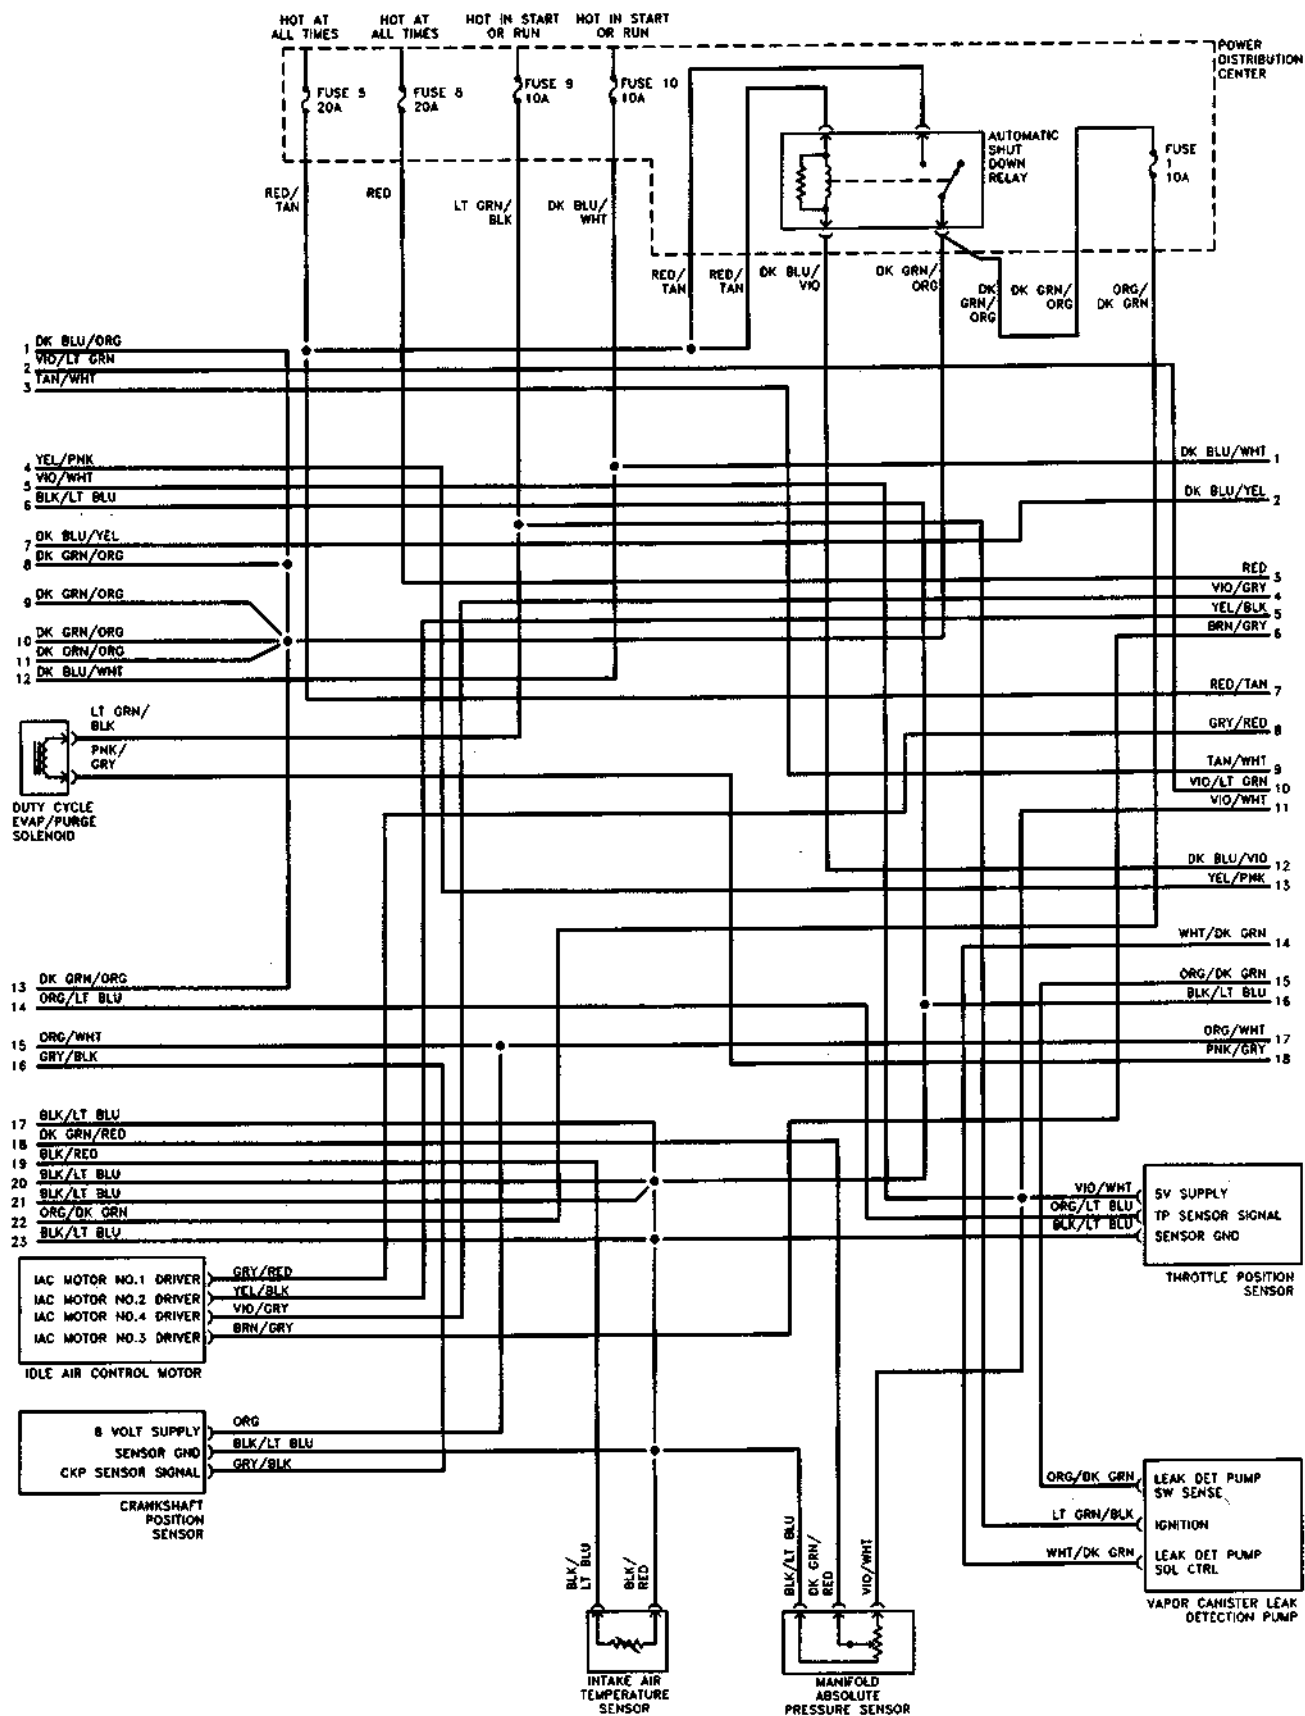 HOT AT
ALL TIMES
HOT AT
ALL TIMES
HOT IN START
OR RUN
HOT IN START
OR RUN
POWER
DISTRIBUTION
CENTER
FUSE 5
20A
FUSE 8
20A
FUSE 9
10A
FUSE 10
10A
AUTOMATIC
SHUT
DOWN
RELAY
FUSE
1
10A
RED/
TAN
RED
LT GRN/
BLK
DK BLU/
WHT
RED/
TAN
RED/
TAN
DK BLU/
VIO
DK GRN/
ORG
DK
GRN/
ORG
DK GRN/
ORG
ORG/
DK GRN
1 DK BLU/ORG
2 VIO/LT GRN
3 TAN/WHT
4 YEL/PNK
5 VIO/WHT
6 BLK/LT BLU
7 DK BLU/YEL
8 DK GRN/ORG
9 DK GRN/ORG
10 DK GRN/ORG
11 DK GRN/ORG
12 DK BLU/WHT
DK BLU/WHT 1
DK BLU/YEL 2
RED 3
VIO/GRY 4
YEL/BLK 5
BRN/GRY 6
RED/TAN 7
GRY/RED 8
TAN/WHT 9
VIO/LT GRN 10
VIO/WHT 11
DK BLU/VIO 12
YEL/PNK 13
WHT/DK GRN 14
ORG/DK GRN 15
BLK/LT BLU 16
ORG/WHT 17
PNK/GRY 18
LT GRN/
BLK
PNK/
GRY
DUTY CYCLE
EVAP/PURGE
SOLENOID
13 DK GRN/ORG
14 ORG/LT BLU
15 ORG/WHT
16 GRY/BLK
17 BLK/LT BLU
18 DK GRN/RED
19 BLK/RED
20 BLK/LT BLU
21 BLK/LT BLU
22 ORG/DK GRN
23 BLK/LT BLU
VIO/WHT 5V SUPPLY
ORG/LT BLU TP SENSOR SIGNAL
BLK/LT BLU SENSOR GND
THROTTLE POSITION
SENSOR
IAC MOTOR NO.1 DRIVER GRY/RED
IAC MOTOR NO.2 DRIVER YEL/BLK
IAC MOTOR NO.4 DRIVER VIO/GRY
IAC MOTOR NO.3 DRIVER BRN/GRY
IDLE AIR CONTROL MOTOR
8 VOLT SUPPLY ORG
SENSOR GND BLK/LT BLU
CKP SENSOR SIGNAL GRY/BLK
CRANKSHAFT
POSITION
SENSOR
ORG/DK GRN LEAK DET PUMP
SW SENSE
LT GRN/BLK IGNITION
WHT/DK GRN LEAK DET PUMP
SOL CTRL
VAPOR CANISTER LEAK
DETECTION PUMP
BLK/
LT BLU
BLK/
RED
BLK/LT BLU
DK GRN/
RED
VIO/WHT
INTAKE AIR
TEMPERATURE
SENSOR
MANIFOLD
ABSOLUTE
PRESSURE SENSOR